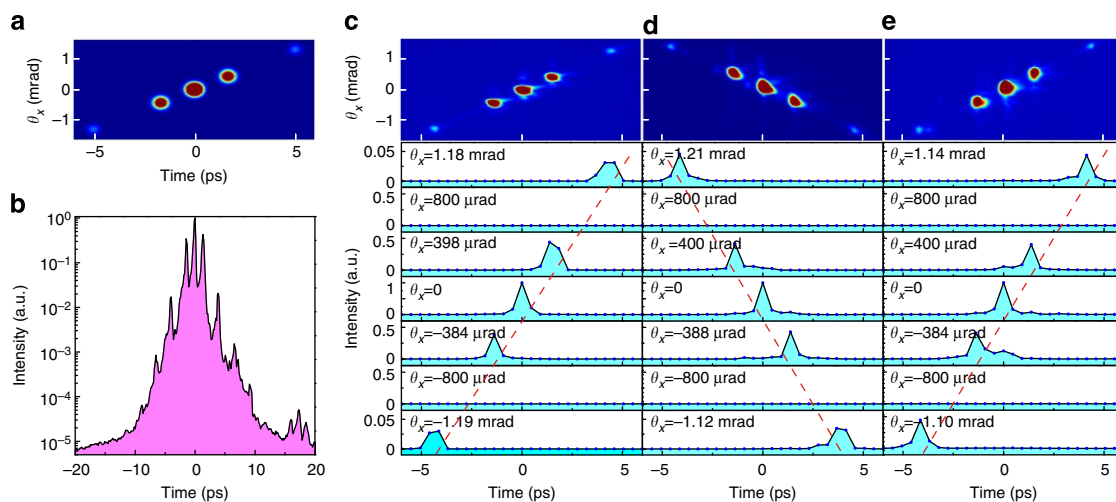 a
θx (mrad)
1
0
−1
−5 0 5
Time (ps)
b
Intensity (a.u.)
10^0
10^−1
10^−2
10^−3
10^−4
10^−5
−20 −10 0 10 20
Time (ps)
c d e
θx (mrad)
1
0
−1
Intensity (a.u.)
0.05
0
0.5
0
0.5
0
1
0
0.5
0
0.5
0
0.05
0
θx=1.18 mrad
θx=800 μrad
θx=398 μrad
θx=0
θx=−384 μrad
θx=−800 μrad
θx=−1.19 mrad
−5 0 5
Time (ps)
θx=1.21 mrad
θx=800 μrad
θx=400 μrad
θx=0
θx=−388 μrad
θx=−800 μrad
θx=−1.12 mrad
−5 0 5
Time (ps)
θx=1.14 mrad
θx=800 μrad
θx=400 μrad
θx=0
θx=−384 μrad
θx=−800 μrad
θx=−1.10 mrad
−5 0 5
Time (ps)